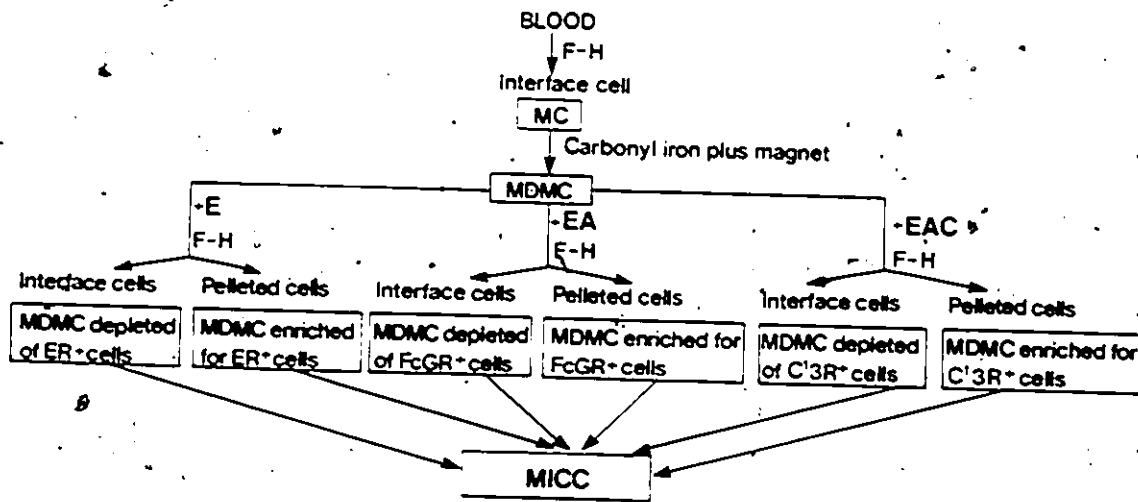 BLOOD
F-H
Interface cell
MC
Carbonyl iron plus magnet
MDMC
+E
F-H
+EA
F-H
+EAC
F-H
Interface cells
Pelleted cells
Interface cells
Pelleted cells
Interface cells
Pelleted cells
MDMC depleted
of ER+ cells
MDMC enriched
for ER+ cells
MDMC depleted
of FcGR+ cells
MDMC enriched for
FcGR+ cells
MDMC depleted
of C'3R+ cells
MDMC enriched for
C'3R+ cells
MICC